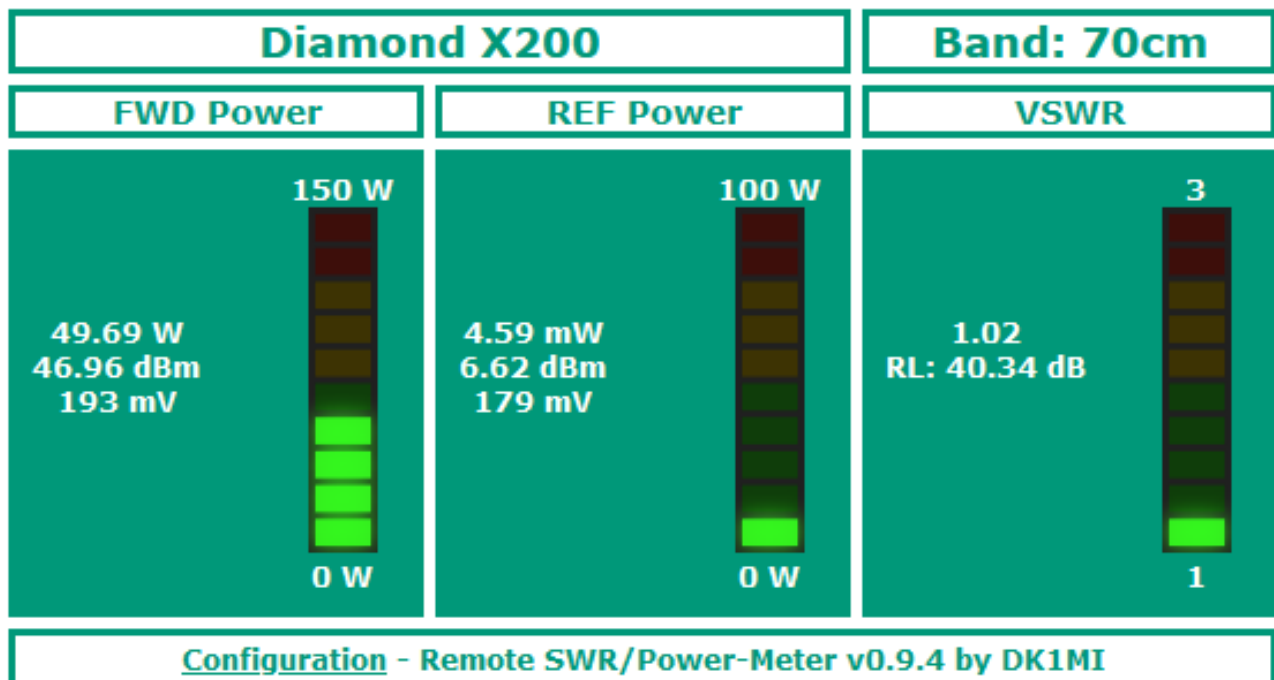 Diamond X200
Band: 70cm
FWD Power
REF Power
VSWR
150 W
49.69 W
46.96 dBm
193 mV
0 W
100 W
4.59 mW
6.62 dBm
179 mV
0 W
3
1.02
RL: 40.34 dB
1
Configuration - Remote SWR/Power-Meter v0.9.4 by DK1MI